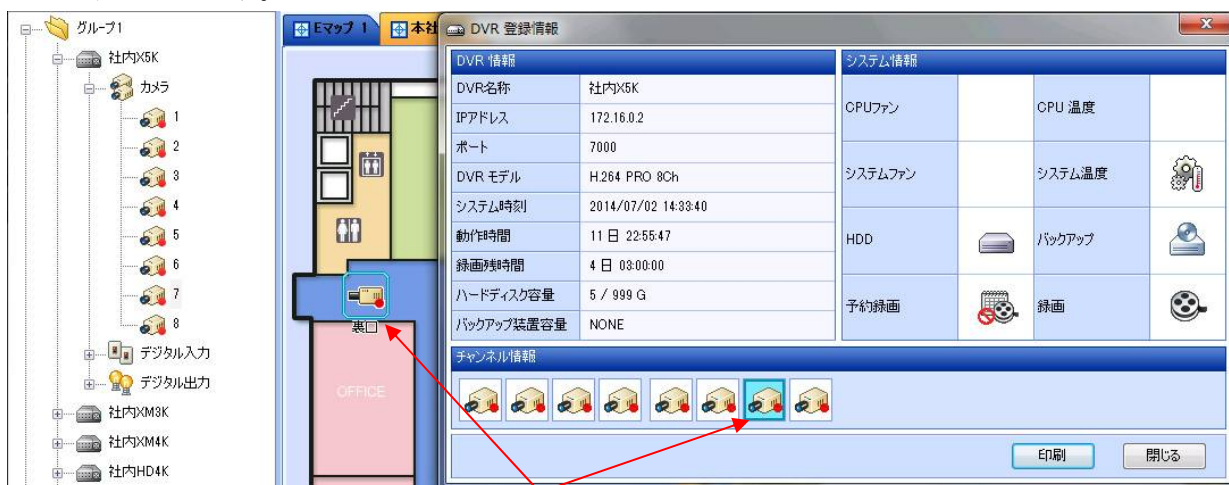 グループ1
社内X5K
カメラ
1
2
3
4
5
6
7
8
デジタル入力
デジタル出力
社内XM3K
社内XM4K
社内HD4K
Eマップ 1
本社
裏口
OFFICE
DVR 登録情報
DVR 情報
DVR名称 社内X5K
IPアドレス 172.16.0.2
ポート 7000
DVR モデル H.264 PRO 8Ch
システム時刻 2014/07/02 14:33:40
動作時間 11 日 22:55:47
録画残時間 4 日 03:00:00
ハードディスク容量 5 / 999 G
バックアップ装置容量 NONE
システム情報
CPUファン CPU 温度
システムファン システム温度
HDD バックアップ
予約録画 録画
チャンネル情報
印刷 閉じる